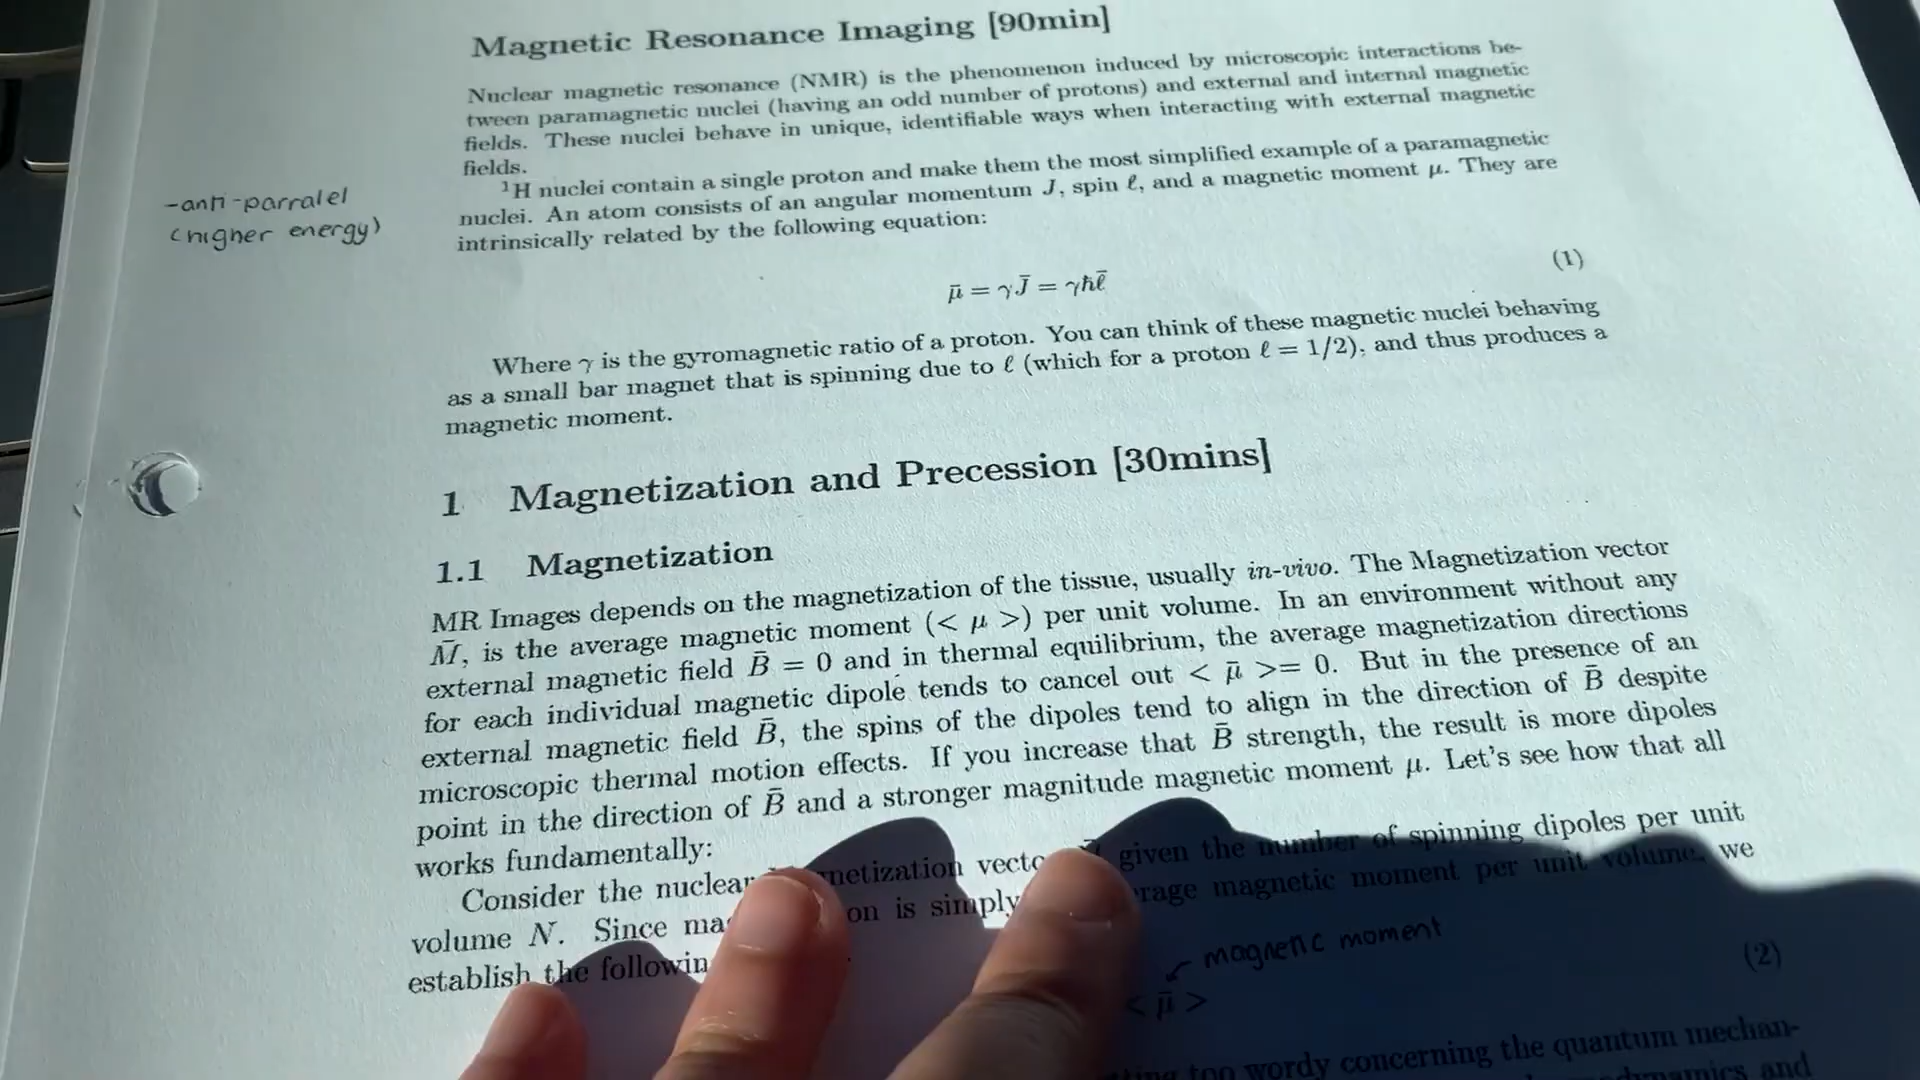 Magnetic Resonance Imaging [90min]
Nuclear magnetic resonance (NMR) is the phenomenon induced by microscopic interactions be-
tween paramagnetic nuclei (having an odd number of protons) and external and internal magnetic
fields. These nuclei behave in unique, identifiable ways when interacting with external magnetic
fields.
¹H nuclei contain a single proton and make them the most simplified example of a paramagnetic
nuclei. An atom consists of an angular momentum J, spin ℓ, and a magnetic moment μ. They are
intrinsically related by the following equation:
-anti-parralel
(higher energy)
μ̄ = γJ̄ = γℏℓ̄ (1)
Where γ is the gyromagnetic ratio of a proton. You can think of these magnetic nuclei behaving
as a small bar magnet that is spinning due to ℓ (which for a proton ℓ = 1/2), and thus produces a
magnetic moment.
1 Magnetization and Precession [30mins]
1.1 Magnetization
MR Images depends on the magnetization of the tissue, usually in-vivo. The Magnetization vector
M̄, is the average magnetic moment (< μ >) per unit volume. In an environment without any
external magnetic field B̄ = 0 and in thermal equilibrium, the average magnetization directions
for each individual magnetic dipole tends to cancel out < μ̄ >= 0. But in the presence of an
external magnetic field B̄, the spins of the dipoles tend to align in the direction of B̄ despite
microscopic thermal motion effects. If you increase that B̄ strength, the result is more dipoles
point in the direction of B̄ and a stronger magnitude magnetic moment μ. Let's see how that all
works fundamentally:
Consider the nuclear given the number of spinning dipoles per unit
volume N. Since is simply magnetic moment per unit volume, we
establish the
magnetic moment
< μ̄ > (2)
too wordy concerning the quantum mechan-
and